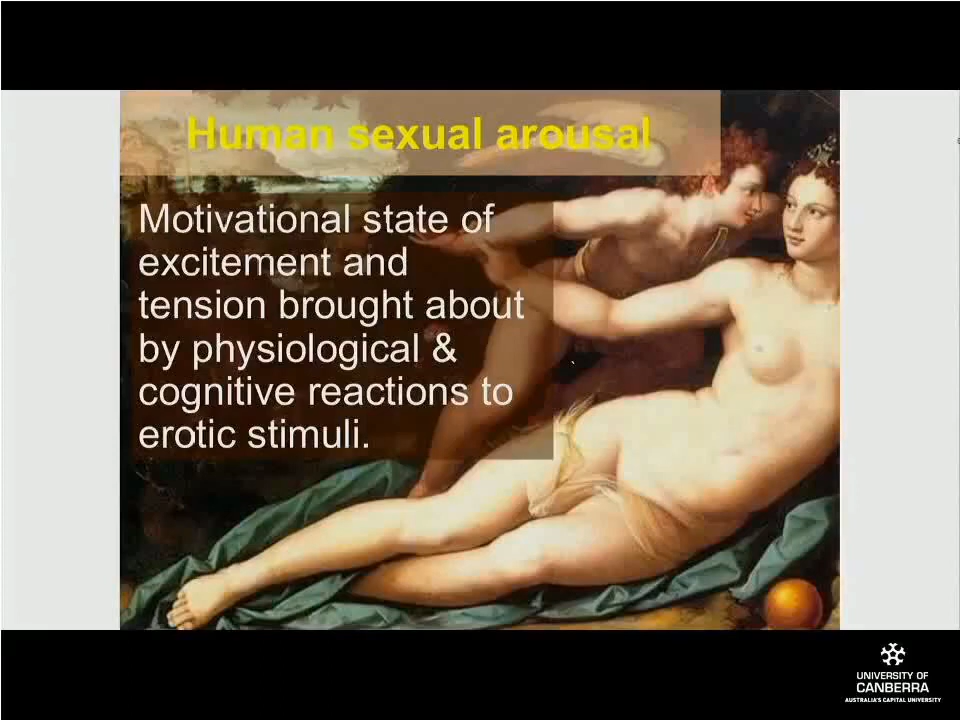 Human sexual arousal
Motivational state of
excitement and
tension brought about
by physiological &
cognitive reactions to
erotic stimuli.
UNIVERSITY OF
CANBERRA
AUSTRALIA'S CAPITAL UNIVERSITY